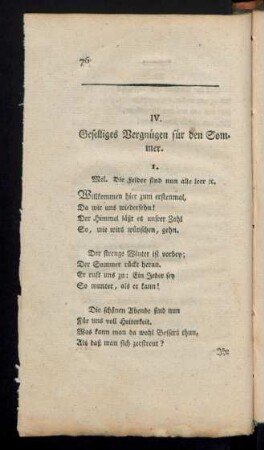 76
IV.
Geselliges Vergnügen für den Som-
mer.
1.
Mel. Die Felder sind nun alle leer ꝛc.
Willkommen hier zum erstenmal,
Da wir uns wiedersehn!
Der Himmel läßt es unsrer Zahl
So, wie wirs wünschen, gehn.
Der strenge Winter ist vorbey;
Der Sommer rückt heran.
Er ruft uns zu: Ein Jeder sey
So munter, als er kann!
Die schönen Abende sind nun
Für uns voll Heiterkeit.
Was kann man da wohl Bessers thun,
Als daß man sich zerstreut?